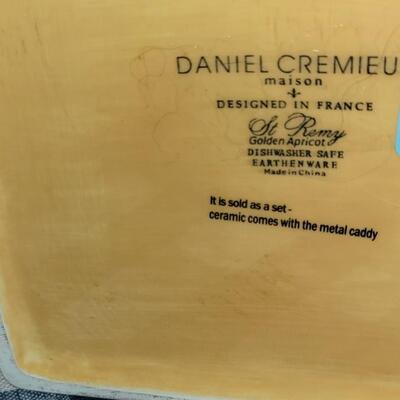 DANIEL CREMIEU
maison
DESIGNED IN FRANCE
St Remy
Golden Apricot
DISHWASHER SAFE
EARTHENWARE
Made in China
It is sold as a set -
ceramic comes with the metal caddy